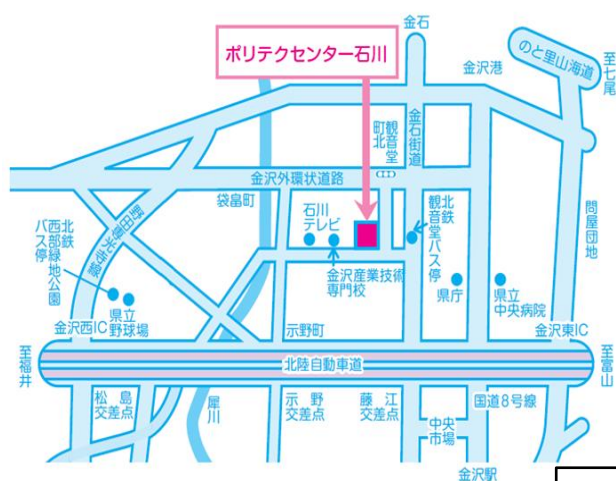 金石
ポリテクセンター石川
金沢港
のと里山海道
至七尾
金石街道
観音堂
町北
金沢外環状道路
袋畠町
石川
テレビ
北鉄
観音堂バス停
問屋団地
野田専光寺線
北鉄
西部緑地公園
バス停
金沢産業技術
専門校
県庁
県立
中央病院
県立
野球場
金沢西IC
示野町
金沢東IC
至福井
北陸自動車道
至富山
松島
交差点
犀川
示野
交差点
藤江
交差点
国道8号線
中央
市場
金沢駅